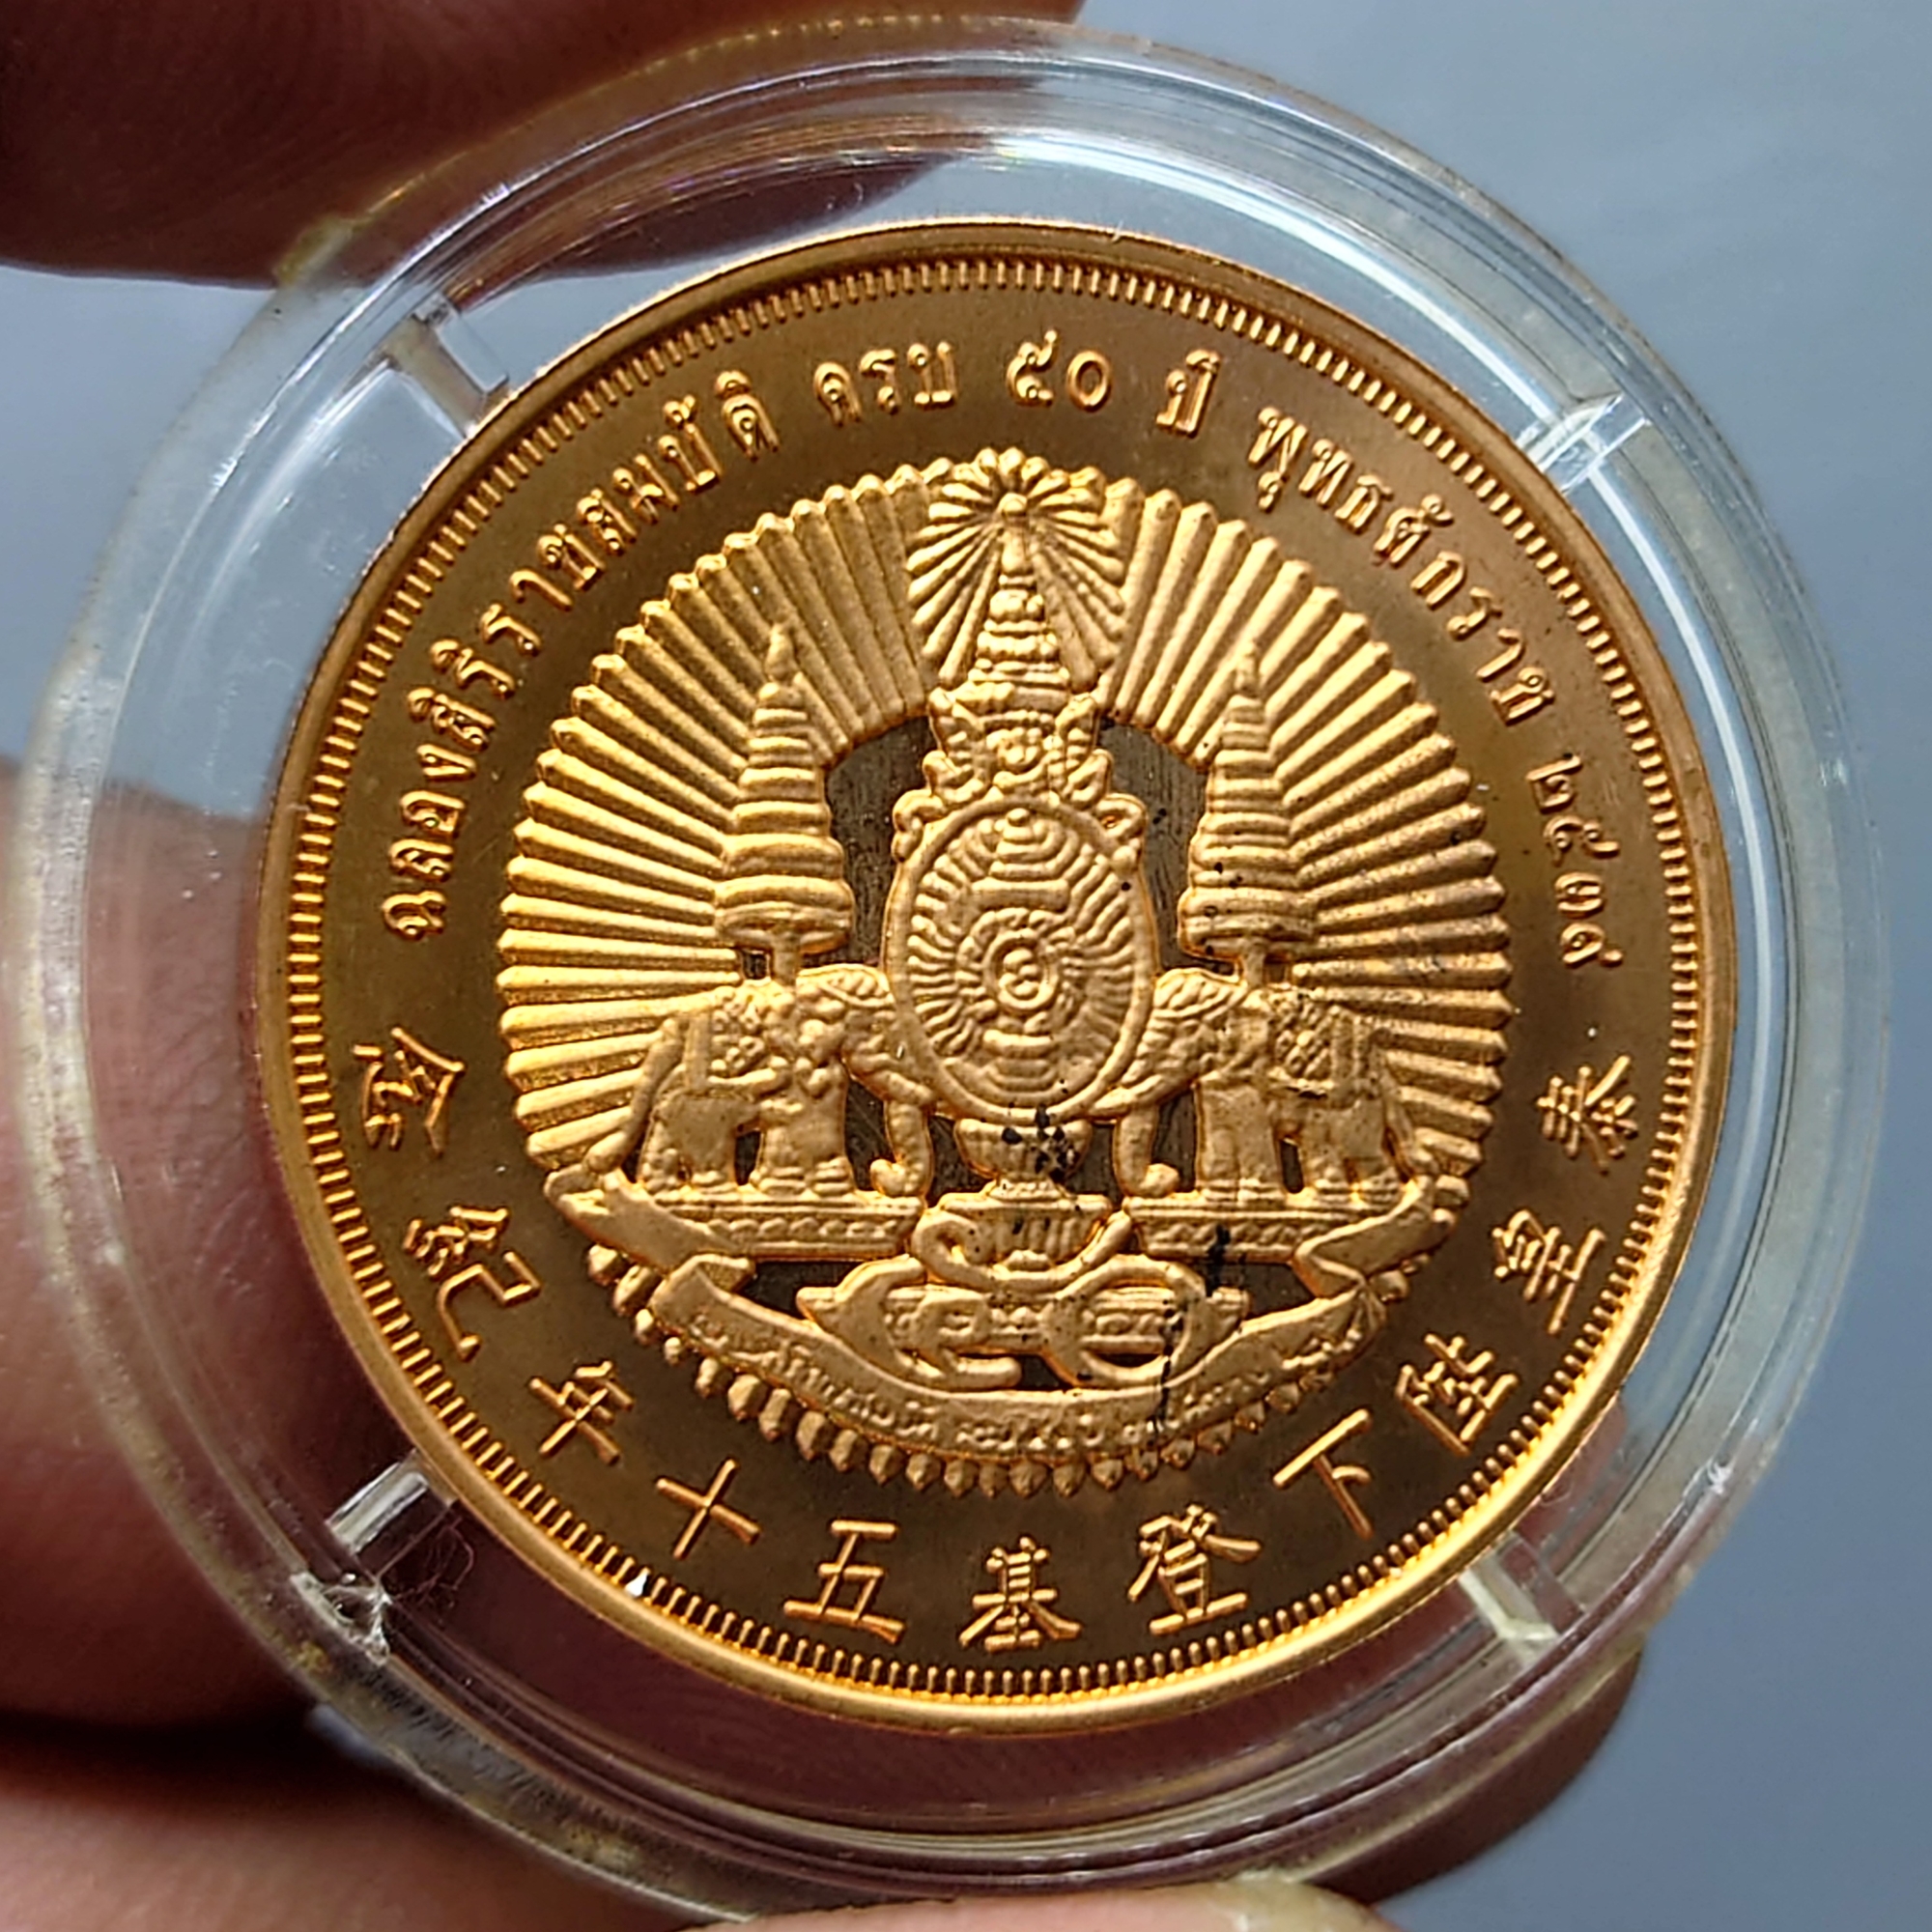 ฉลองสิริราชสมบัติ ครบ ๕๐ ปี พุทธศักราช ๒๕๓๙
泰皇陛下登基五十年紀念